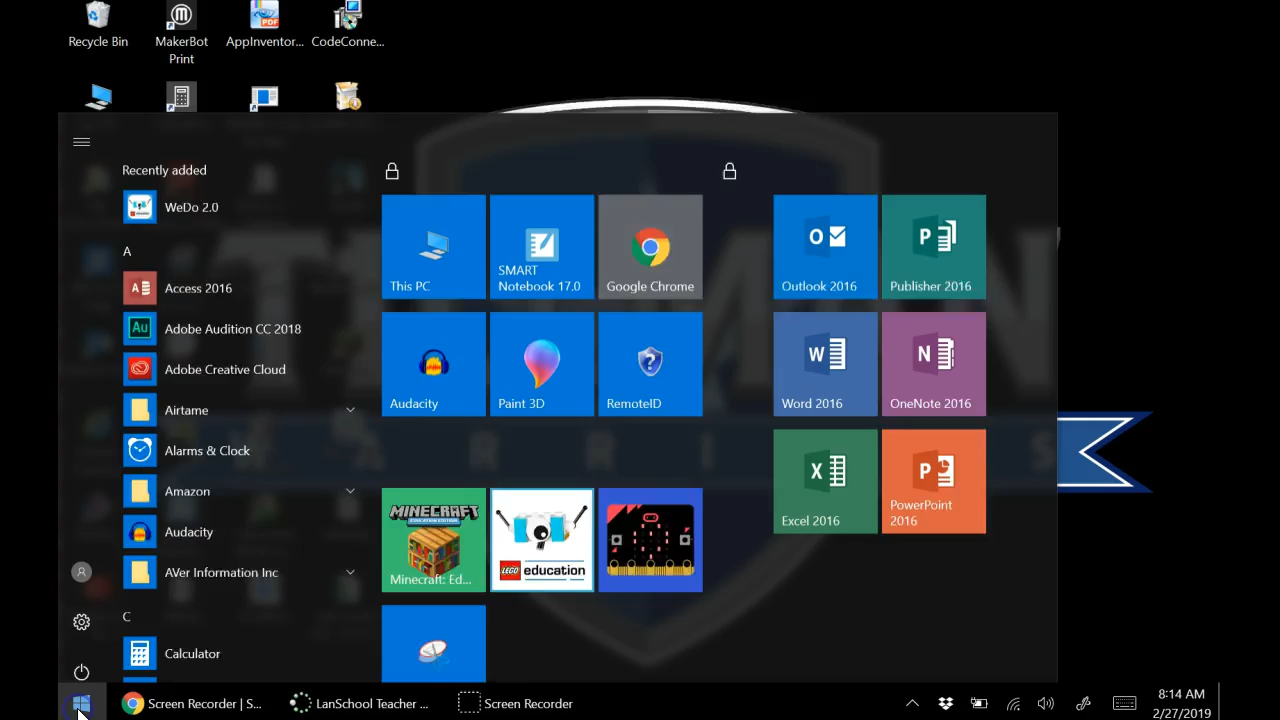 Recycle Bin
MakerBot
Print
AppInventor...
CodeConne...
Recently added
WeDo 2.0
A
Access 2016
Adobe Audition CC 2018
Adobe Creative Cloud
Airtame
Alarms & Clock
Amazon
Audacity
AVer Information Inc
C
Calculator
This PC
SMART
Notebook 17.0
Google Chrome
Audacity
Paint 3D
RemoteID
MINECRAFT
EDUCATION EDITION
Minecraft: Ed...
LEGO education
Outlook 2016
Publisher 2016
Word 2016
OneNote 2016
Excel 2016
PowerPoint
2016
Screen Recorder | S...
LanSchool Teacher ...
Screen Recorder
8:14 AM
2/27/2019